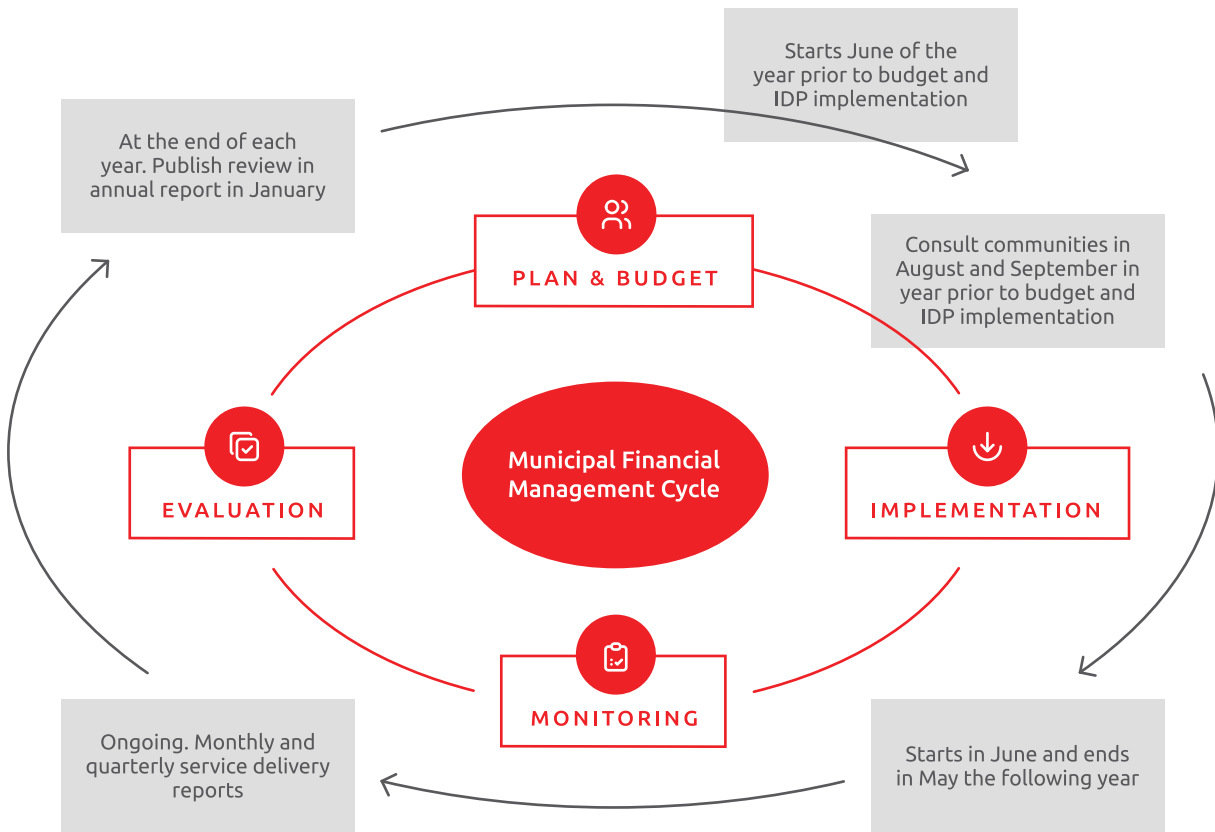 Starts June of the
year prior to budget and
IDP implementation
At the end of each
year. Publish review in
annual report in January
PLAN & BUDGET
Consult communities in
August and September in
year prior to budget and
IDP implementation
Municipal Financial
Management Cycle
EVALUATION
IMPLEMENTATION
MONITORING
Ongoing. Monthly and
quarterly service delivery
reports
Starts in June and ends
in May the following year